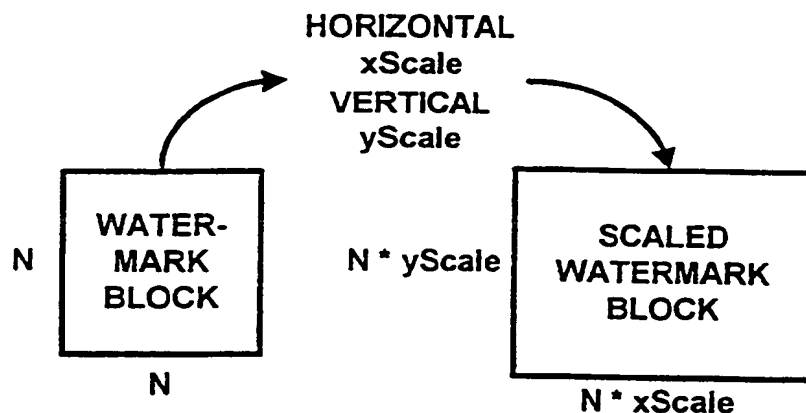 HORIZONTAL
xScale
VERTICAL
yScale
WATER-
MARK
BLOCK
N
N
N * yScale
SCALED
WATERMARK
BLOCK
N * xScale